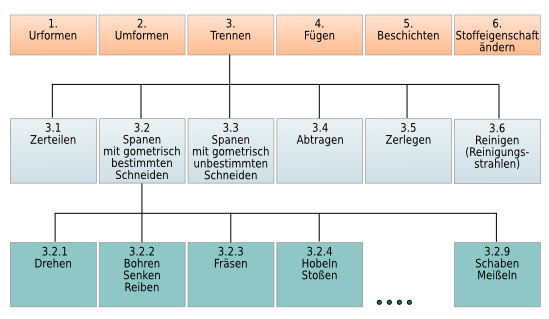 1.
Urformen
2.
Umformen
3.
Trennen
4.
Fügen
5.
Beschichten
6.
Stoffeigenschaft
ändern
3.1
Zerteilen
3.2
Spanen
mit gometrisch
bestimmten
Schneiden
3.3
Spanen
mit gometrisch
unbestimmten
Schneiden
3.4
Abtragen
3.5
Zerlegen
3.6
Reinigen
(Reinigungs-
strahlen)
3.2.1
Drehen
3.2.2
Bohren
Senken
Reiben
3.2.3
Fräsen
3.2.4
Hobeln
Stoßen
3.2.9
Schaben
Meißeln